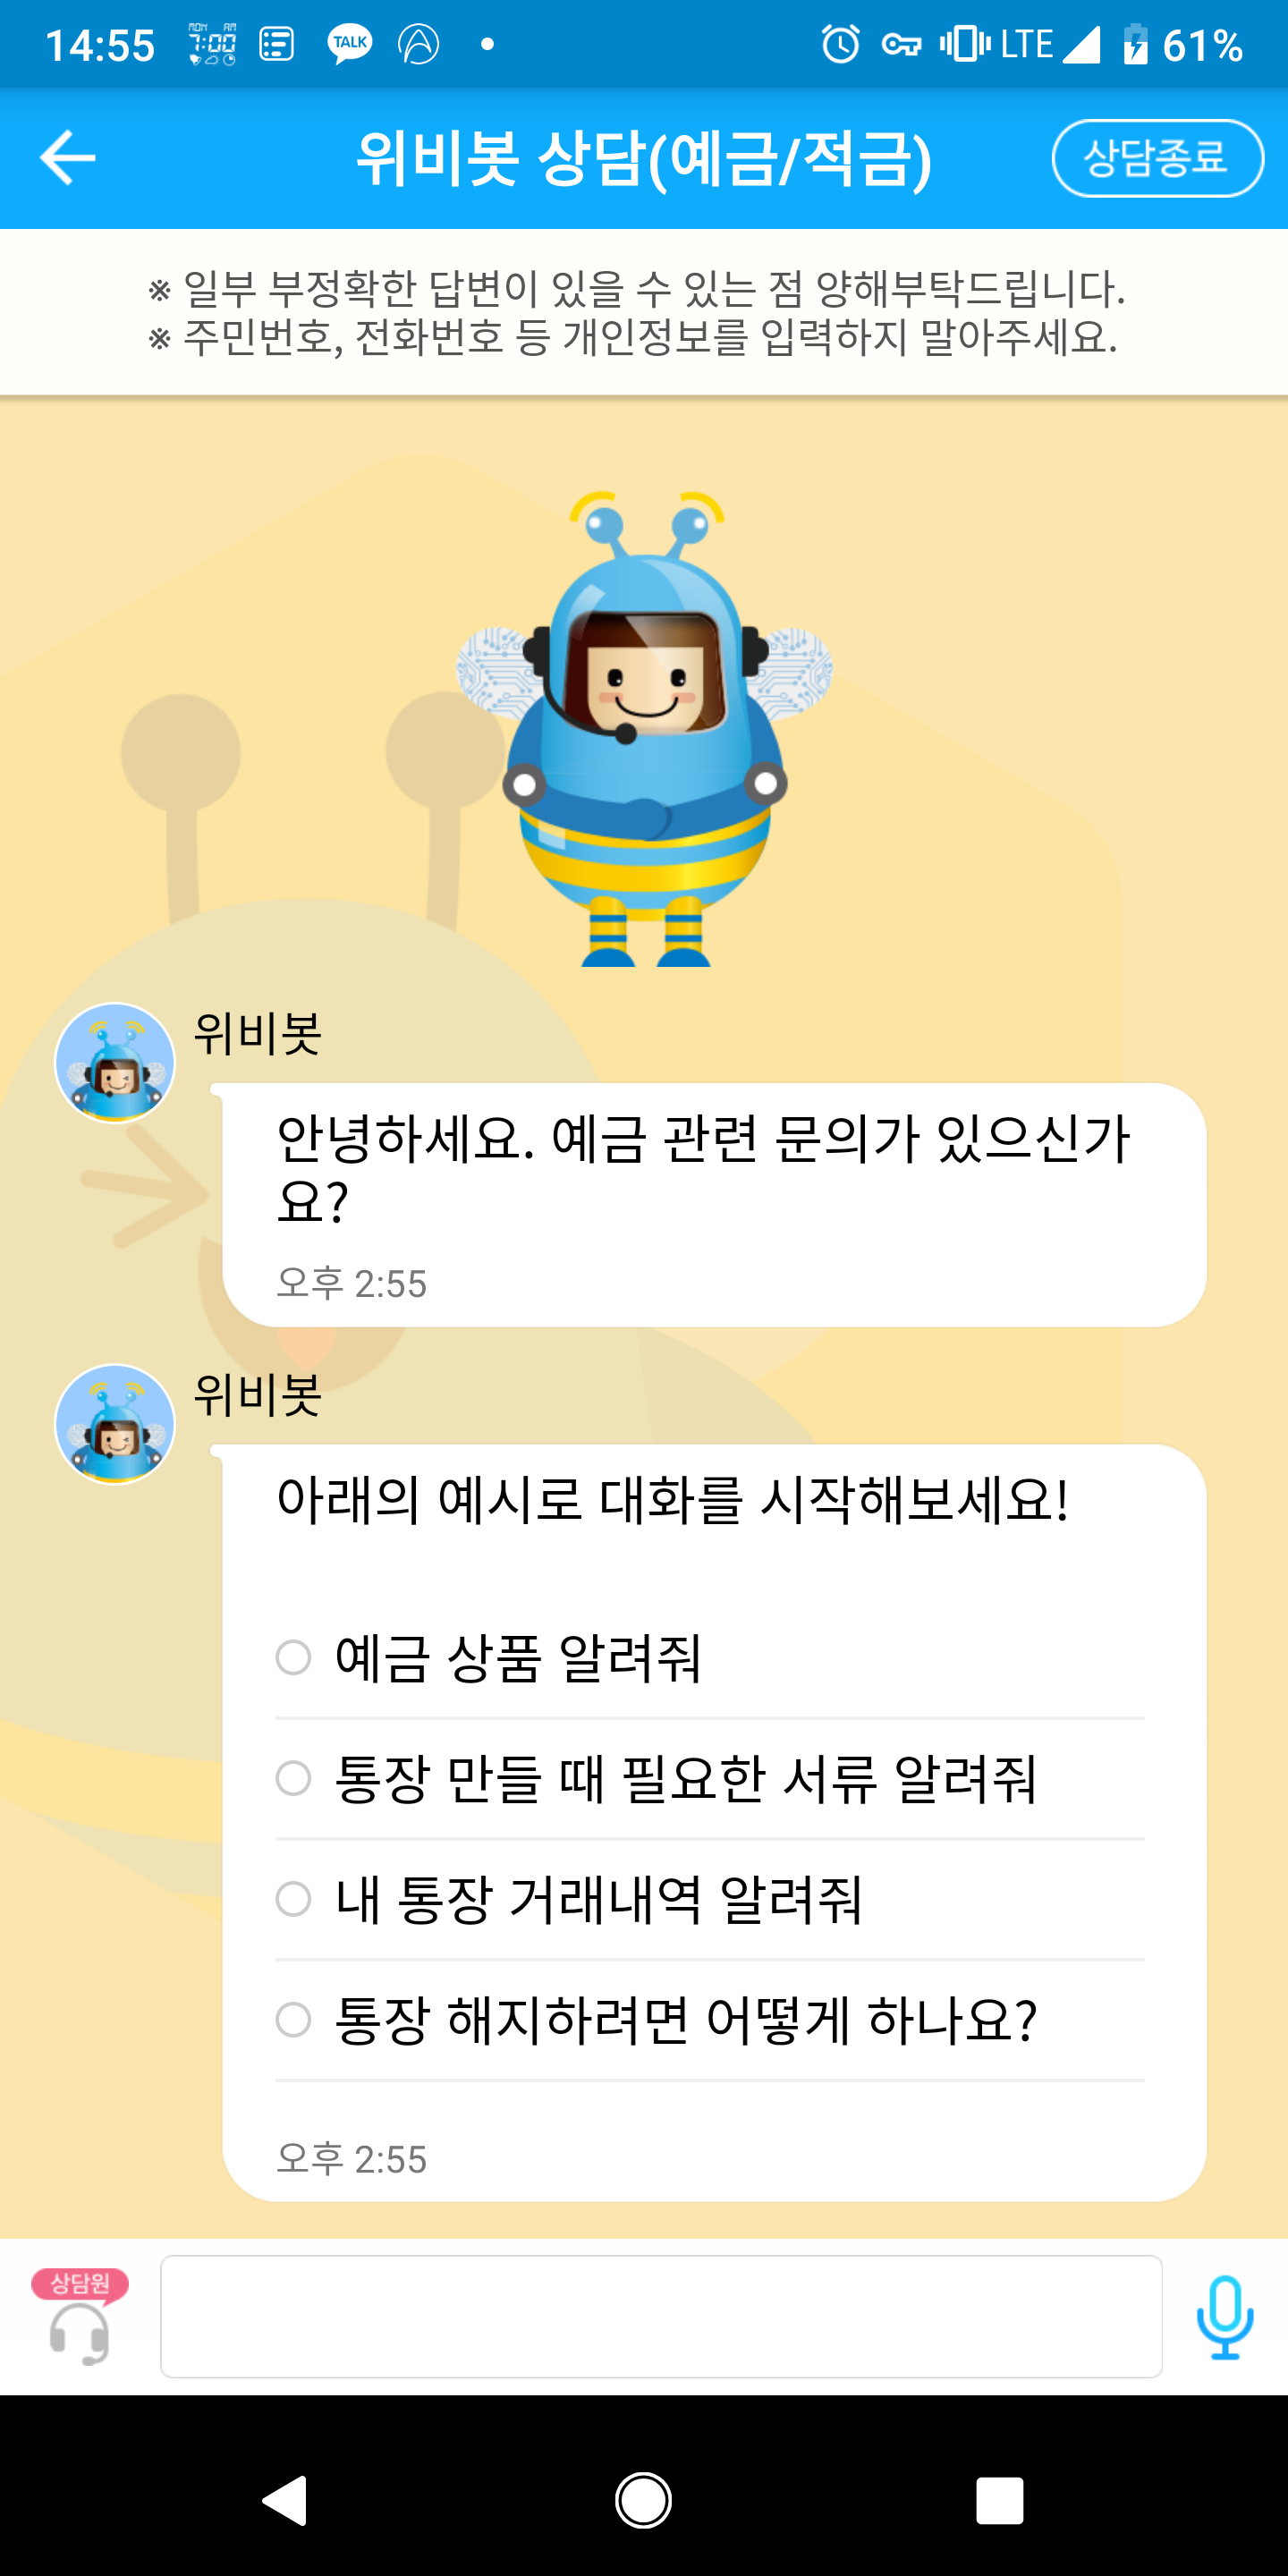 14:55
MON AM
7:00
TALK
LTE
61%
위비봇 상담(예금/적금)
상담종료
※ 일부 부정확한 답변이 있을 수 있는 점 양해부탁드립니다.
※ 주민번호, 전화번호 등 개인정보를 입력하지 말아주세요.
위비봇
안녕하세요. 예금 관련 문의가 있으신가
요?
오후 2:55
위비봇
아래의 예시로 대화를 시작해보세요!
예금 상품 알려줘
통장 만들 때 필요한 서류 알려줘
내 통장 거래내역 알려줘
통장 해지하려면 어떻게 하나요?
오후 2:55
상담원